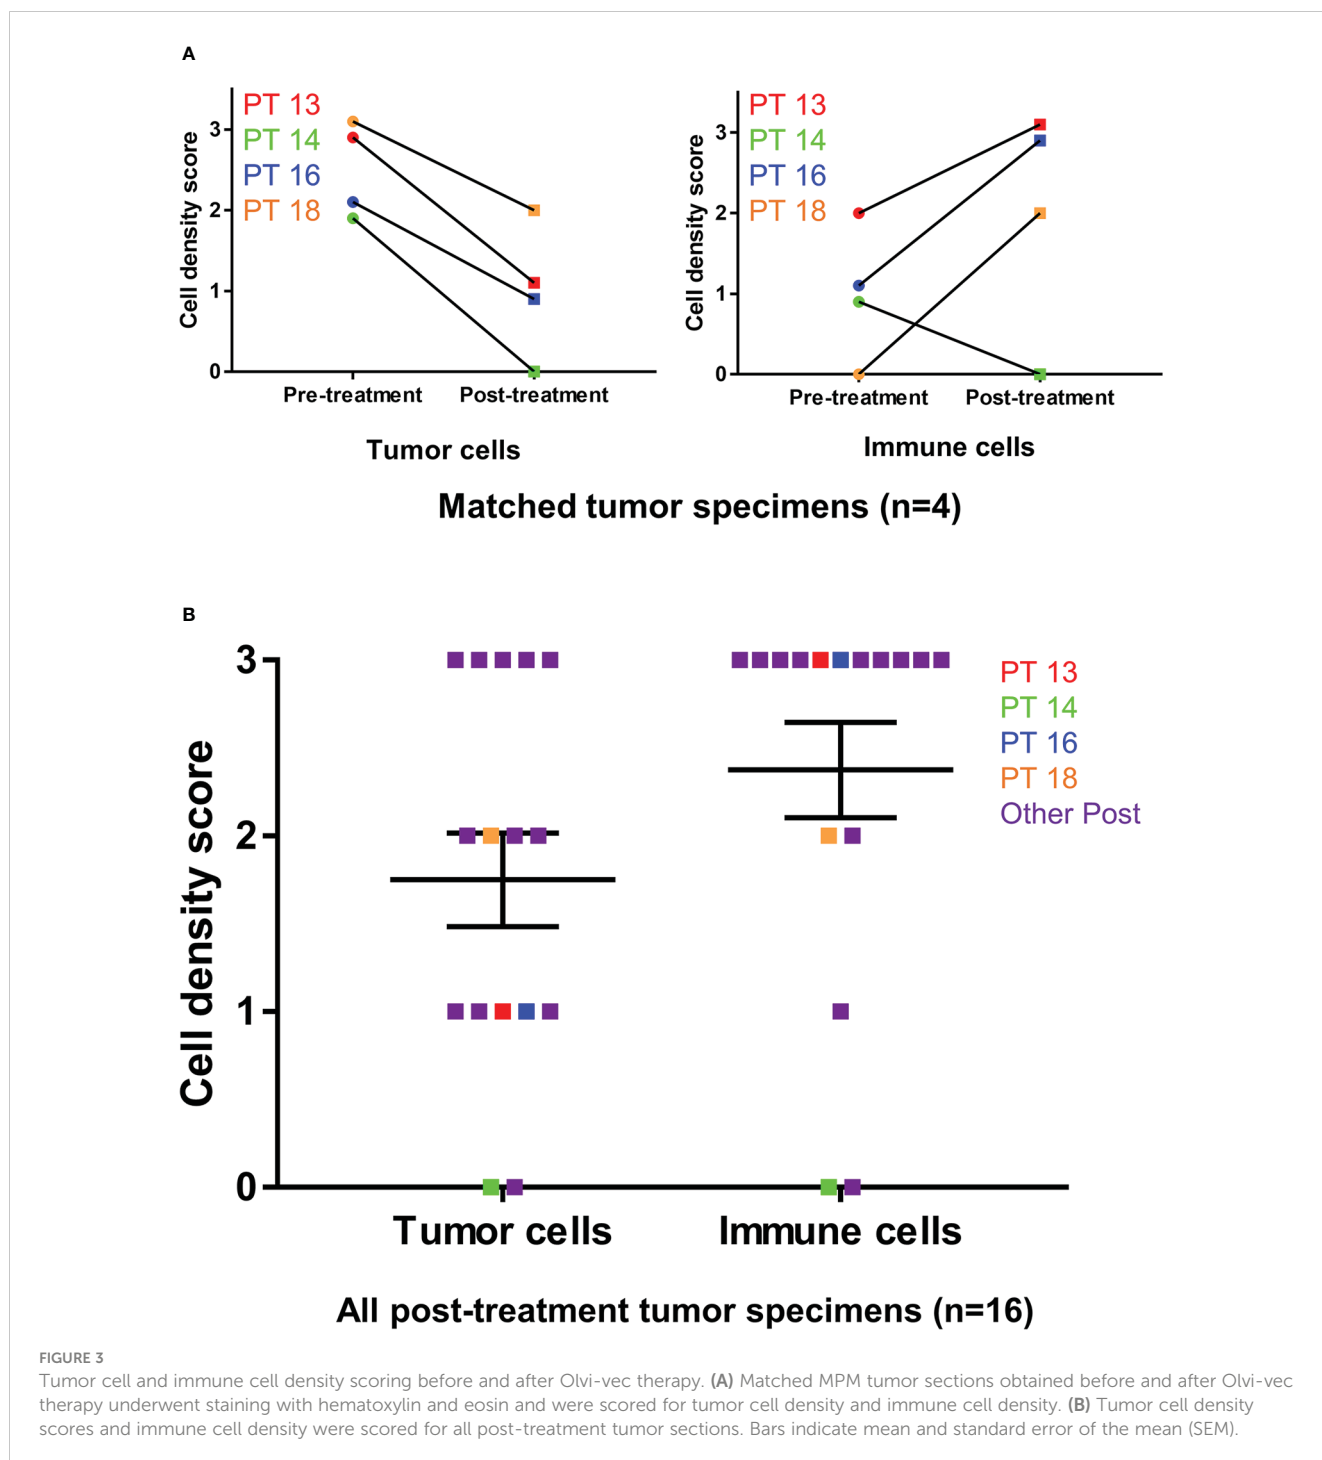 A
PT 13
PT 14
PT 16
PT 18
Cell density score
3
2
1
0
Pre-treatment Post-treatment
Tumor cells
PT 13
PT 14
PT 16
PT 18
Cell density score
3
2
1
0
Pre-treatment Post-treatment
Immune cells
Matched tumor specimens (n=4)
B
Cell density score
3
2
1
0
PT 13
PT 14
PT 16
PT 18
Other Post
Tumor cells Immune cells
All post-treatment tumor specimens (n=16)
FIGURE 3
Tumor cell and immune cell density scoring before and after Olvi-vec therapy. (A) Matched MPM tumor sections obtained before and after Olvi-vec
therapy underwent staining with hematoxylin and eosin and were scored for tumor cell density and immune cell density. (B) Tumor cell density
scores and immune cell density were scored for all post-treatment tumor sections. Bars indicate mean and standard error of the mean (SEM).